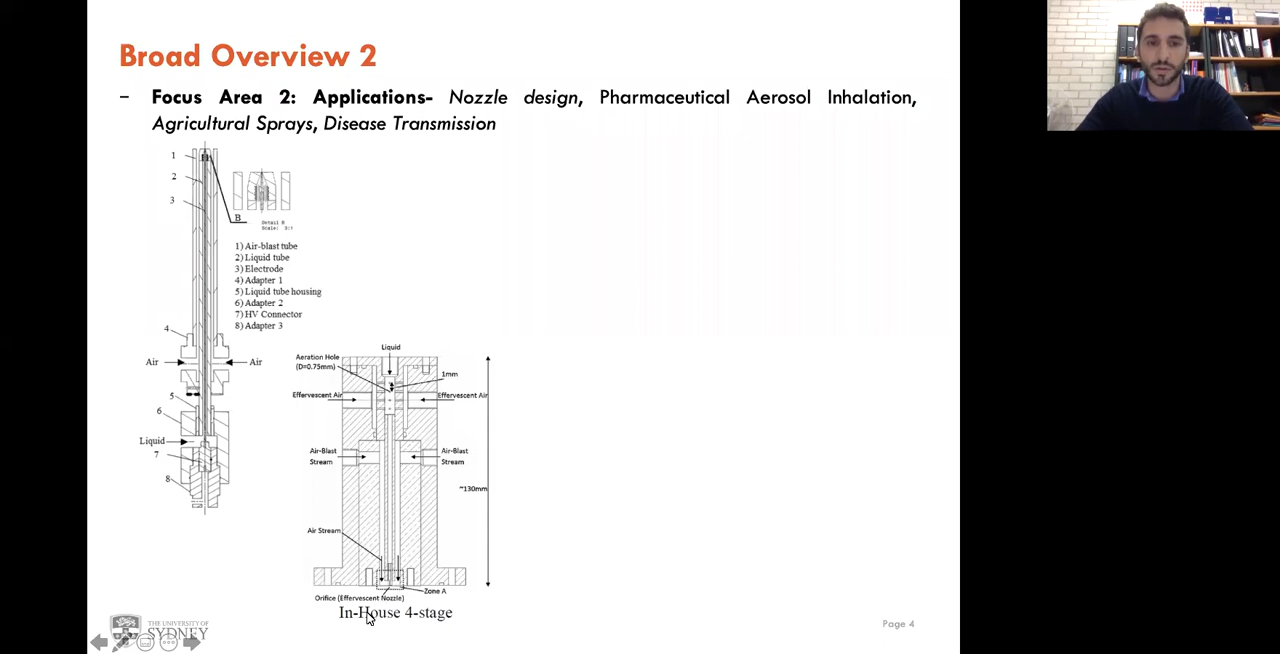 Broad Overview 2
– Focus Area 2: Applications- Nozzle design, Pharmaceutical Aerosol Inhalation,
Agricultural Sprays, Disease Transmission
1
2
3
B
Detail B
Scale:
1) Air-blast tube
2) Liquid tube
3) Electrode
4) Adapter 1
5) Liquid tube housing
6) Adapter 2
7) HV Connector
8) Adapter 3
4
Air
Air
5
6
Liquid
7
8
Liquid
Aeration Hole
(D=0.75mm)
1mm
Effervescent Air
Effervescent Air
Air-Blast
Stream
Air-Blast
Stream
~130mm
Air Stream
Zone A
Orifice (Effervescent Nozzle)
In-House 4-stage
THE UNIVERSITY OF
SYDNEY
Page 4